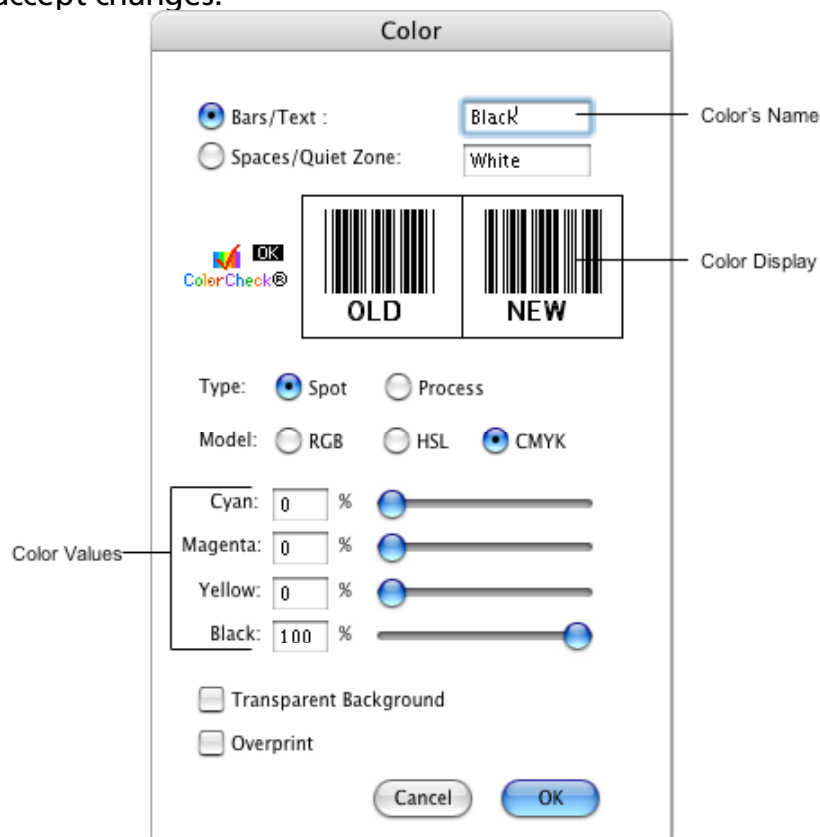 accept changes.
Color
Bars/Text : Black Color's Name
Spaces/Quiet Zone: White
OK
ColorCheck®
OLD NEW Color Display
Type: Spot Process
Model: RGB HSL CMYK
Cyan: 0 %
Magenta: 0 %
Color Values
Yellow: 0 %
Black: 100 %
Transparent Background
Overprint
Cancel OK